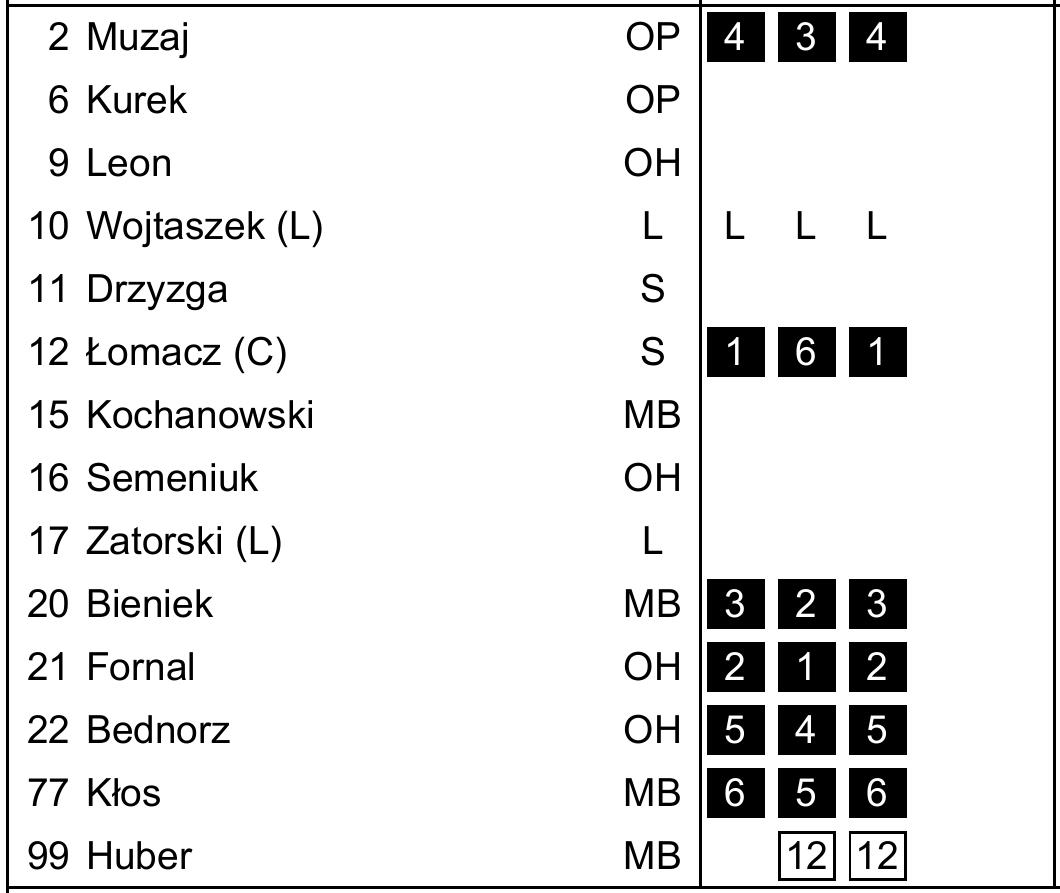 2 Muzaj OP 4 3 4
6 Kurek OP
9 Leon OH
10 Wojtaszek (L) L L L L
11 Drzyzga S
12 Łomacz (C) S 1 6 1
15 Kochanowski MB
16 Semeniuk OH
17 Zatorski (L) L
20 Bieniek MB 3 2 3
21 Fornal OH 2 1 2
22 Bednorz OH 5 4 5
77 Kłos MB 6 5 6
99 Huber MB 12 12